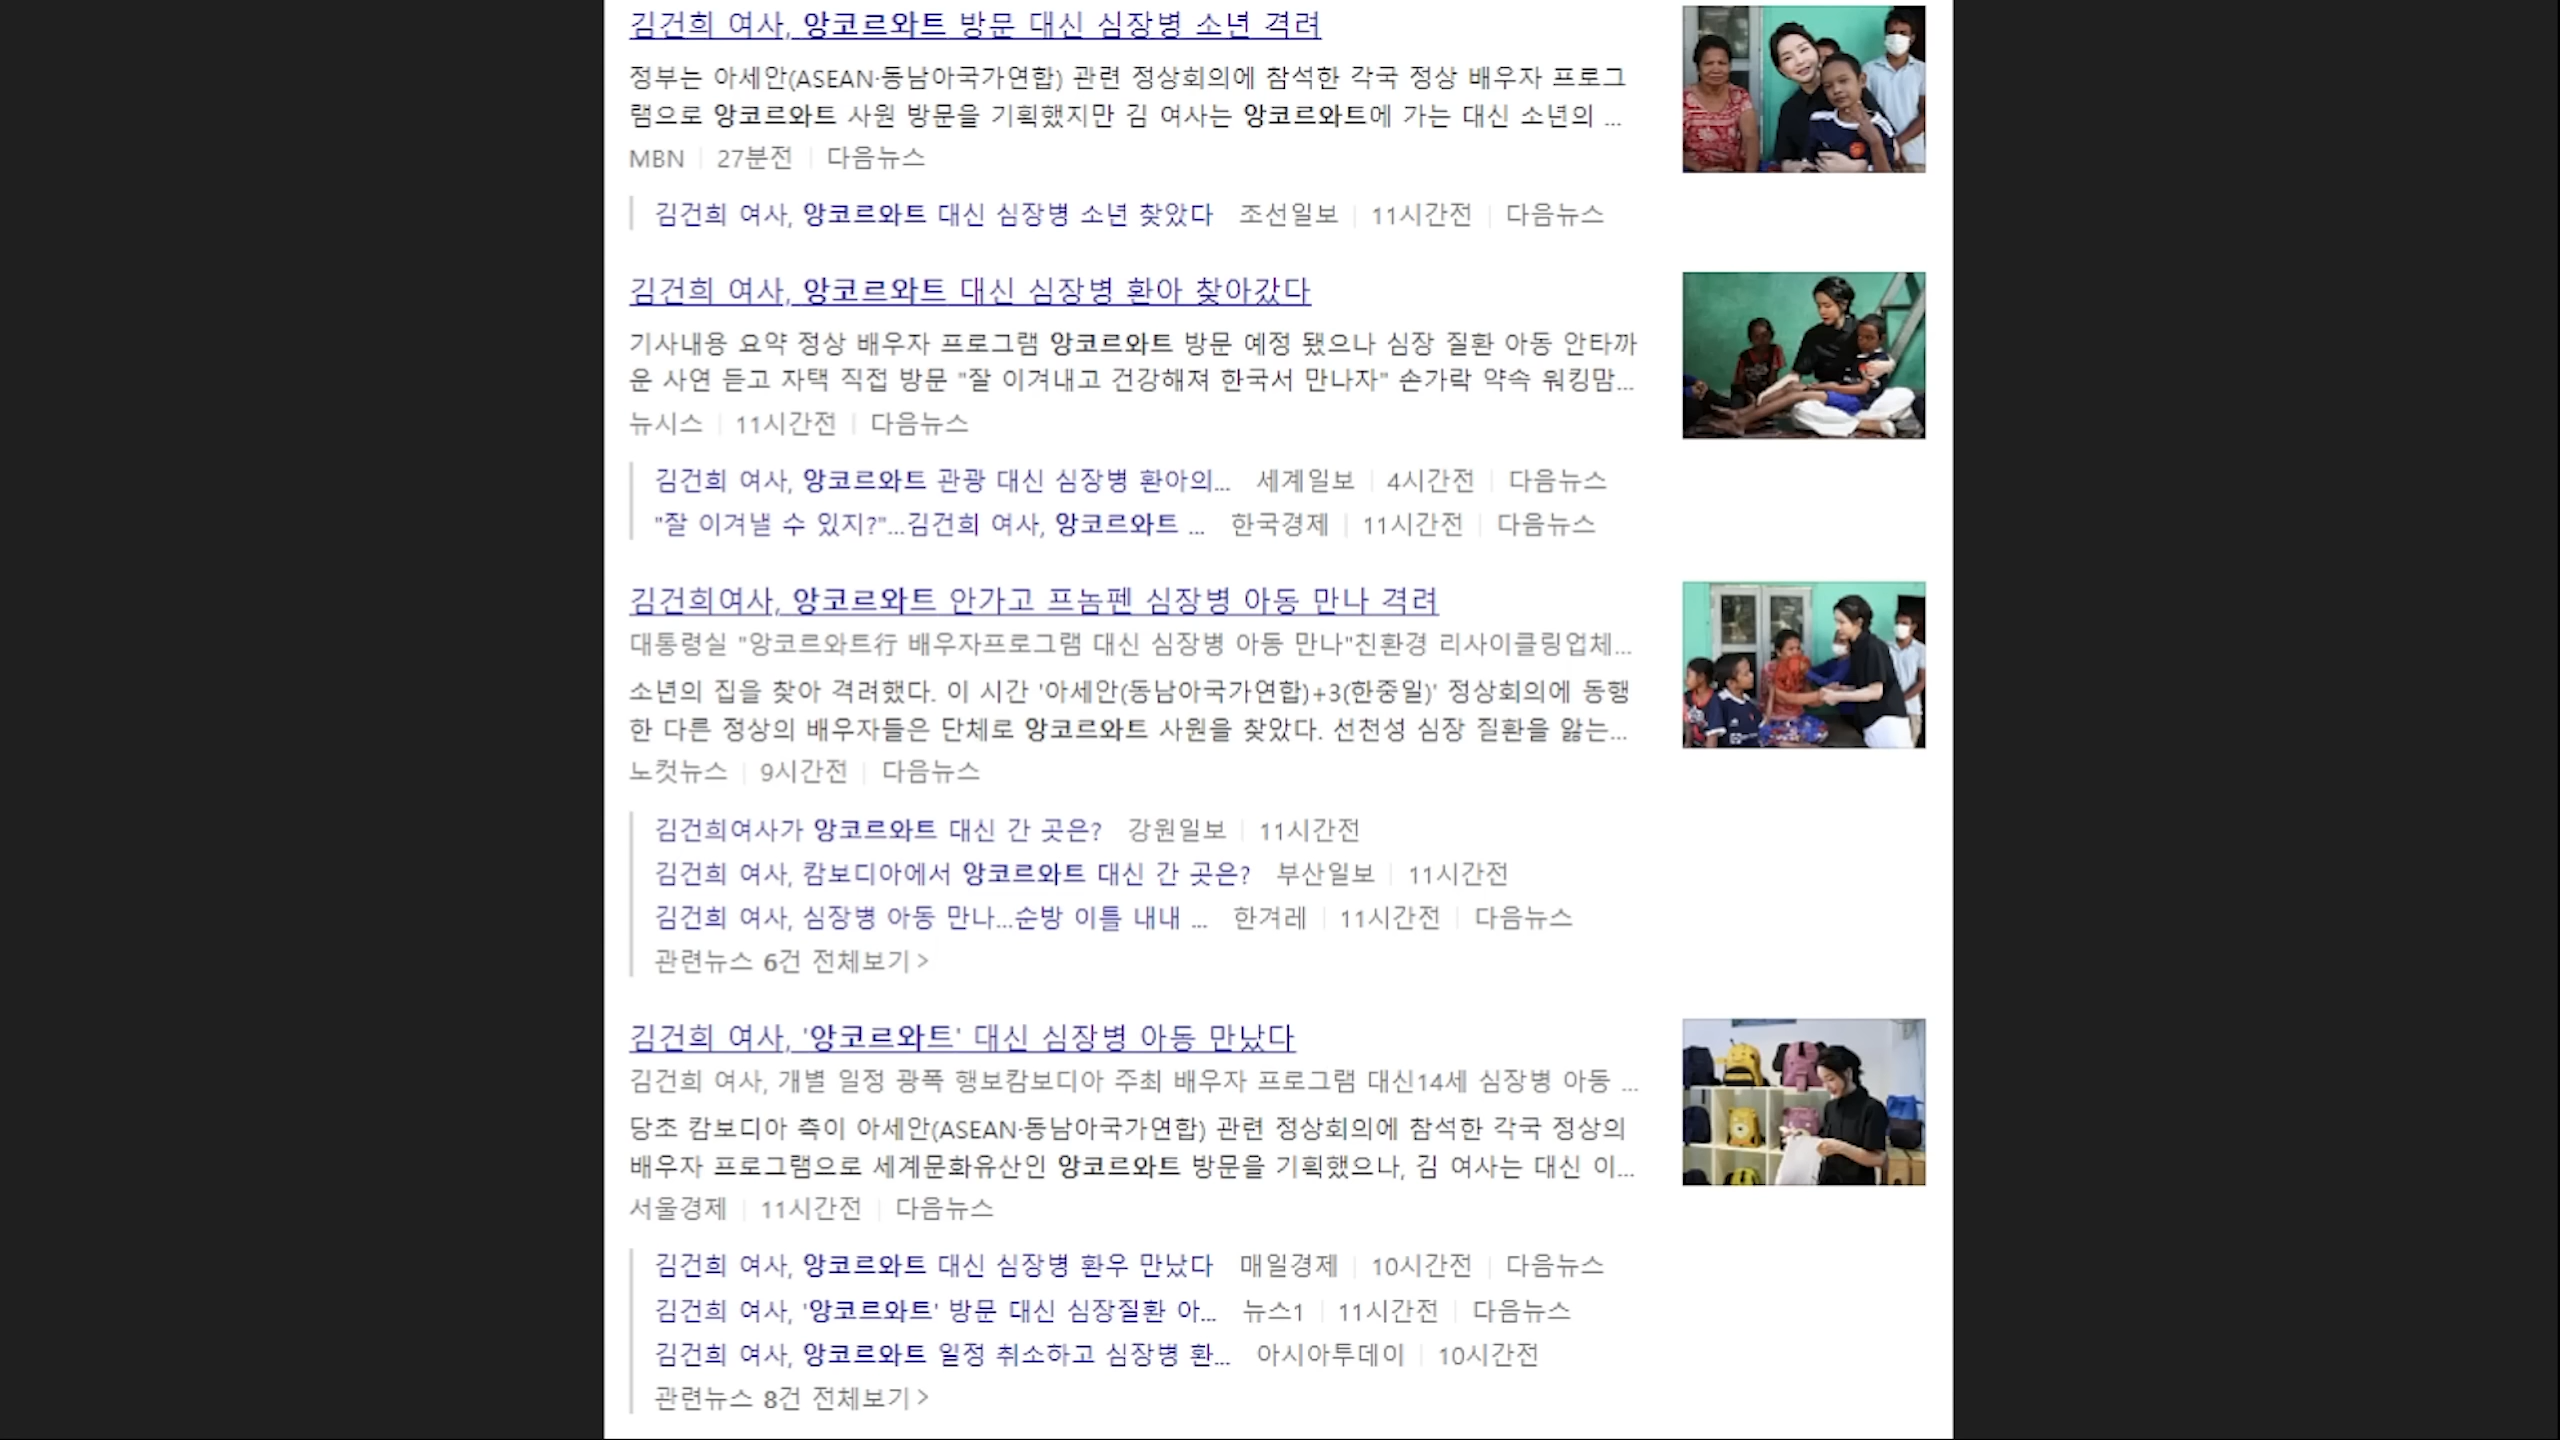 김건희 여사, 앙코르와트 방문 대신 심장병 소년 격려
정부는 아세안(ASEAN·동남아국가연합) 관련 정상회의에 참석한 각국 정상 배우자 프로그
램으로 앙코르와트 사원 방문을 기획했지만 김 여사는 앙코르와트에 가는 대신 소년의 ...
MBN | 27분전 | 다음뉴스
김건희 여사, 앙코르와트 대신 심장병 소년 찾았다 조선일보 | 11시간전 | 다음뉴스
김건희 여사, 앙코르와트 대신 심장병 환아 찾아갔다
기사내용 요약 정상 배우자 프로그램 앙코르와트 방문 예정 됐으나 심장 질환 아동 안타까
운 사연 듣고 자택 직접 방문 "잘 이겨내고 건강해져 한국서 만나자" 손가락 약속 워킹맘...
뉴시스 | 11시간전 | 다음뉴스
김건희 여사, 앙코르와트 관광 대신 심장병 환아의... 세계일보 | 4시간전 | 다음뉴스
"잘 이겨낼 수 있지?"...김건희 여사, 앙코르와트 ... 한국경제 | 11시간전 | 다음뉴스
김건희여사, 앙코르와트 안가고 프놈펜 심장병 아동 만나 격려
대통령실 "앙코르와트行 배우자프로그램 대신 심장병 아동 만나"친환경 리사이클링업체...
소년의 집을 찾아 격려했다. 이 시간 '아세안(동남아국가연합)+3(한중일)' 정상회의에 동행
한 다른 정상의 배우자들은 단체로 앙코르와트 사원을 찾았다. 선천성 심장 질환을 앓는...
노컷뉴스 | 9시간전 | 다음뉴스
김건희여사가 앙코르와트 대신 간 곳은? 강원일보 | 11시간전
김건희 여사, 캄보디아에서 앙코르와트 대신 간 곳은? 부산일보 | 11시간전
김건희 여사, 심장병 아동 만나...순방 이틀 내내 ... 한겨레 | 11시간전 | 다음뉴스
관련뉴스 6건 전체보기 >
김건희 여사, '앙코르와트' 대신 심장병 아동 만났다
김건희 여사, 개별 일정 광폭 행보캄보디아 주최 배우자 프로그램 대신14세 심장병 아동 ...
당초 캄보디아 측이 아세안(ASEAN·동남아국가연합) 관련 정상회의에 참석한 각국 정상의
배우자 프로그램으로 세계문화유산인 앙코르와트 방문을 기획했으나, 김 여사는 대신 이...
서울경제 | 11시간전 | 다음뉴스
김건희 여사, 앙코르와트 대신 심장병 환우 만났다 매일경제 | 10시간전 | 다음뉴스
김건희 여사, '앙코르와트' 방문 대신 심장질환 아... 뉴스1 | 11시간전 | 다음뉴스
김건희 여사, 앙코르와트 일정 취소하고 심장병 환... 아시아투데이 | 10시간전
관련뉴스 8건 전체보기 >